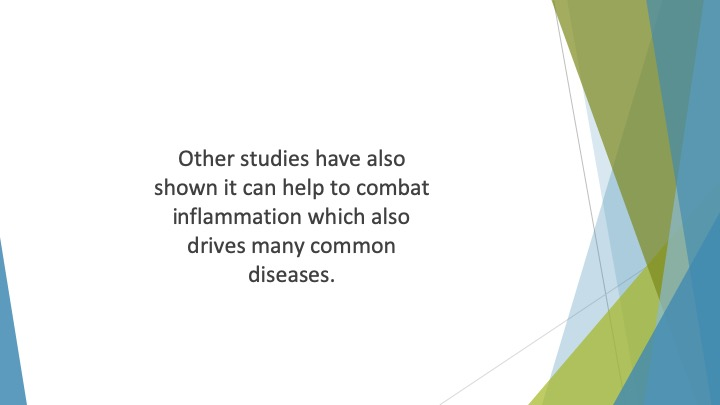 Other studies have also
shown it can help to combat
inflammation which also
drives many common
diseases.